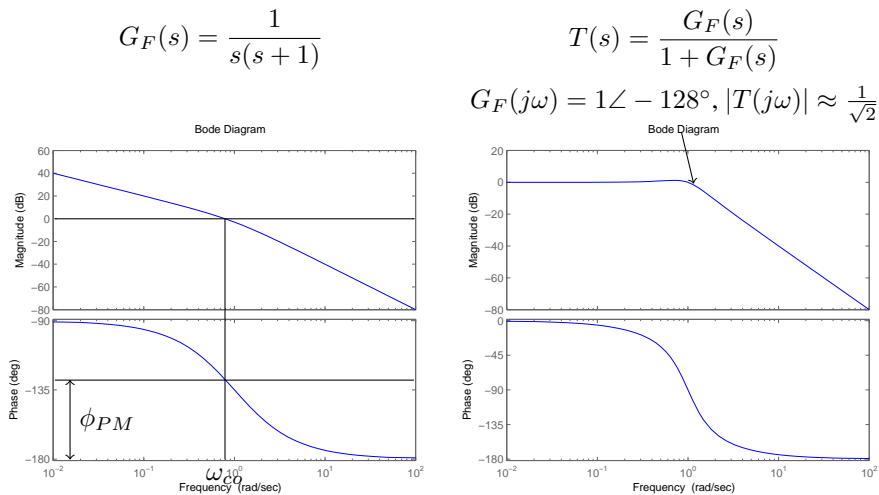 G_F(s) = 1 / s(s + 1)
T(s) = G_F(s) / 1 + G_F(s)
G_F(jω) = 1∠ − 128°, |T(jω)| ≈ 1/√2
Bode Diagram
60
40
20
0
−20
−40
−60
−80
Magnitude (dB)
−90
−135
−180
Phase (deg)
ϕ_PM
10^−2
10^−1
10^0
10^1
10^2
ω_co
Frequency (rad/sec)
Bode Diagram
20
0
−20
−40
−60
−80
Magnitude (dB)
0
−45
−90
−135
−180
Phase (deg)
10^−2
10^−1
10^0
10^1
10^2
Frequency (rad/sec)